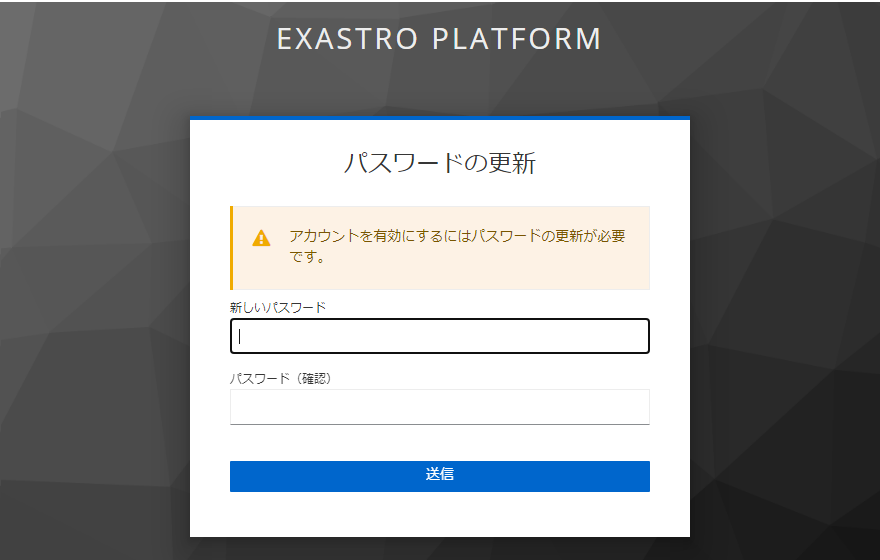 EXASTRO PLATFORM
パスワードの更新
アカウントを有効にするにはパスワードの更新が必要
です。
新しいパスワード
パスワード（確認）
送信